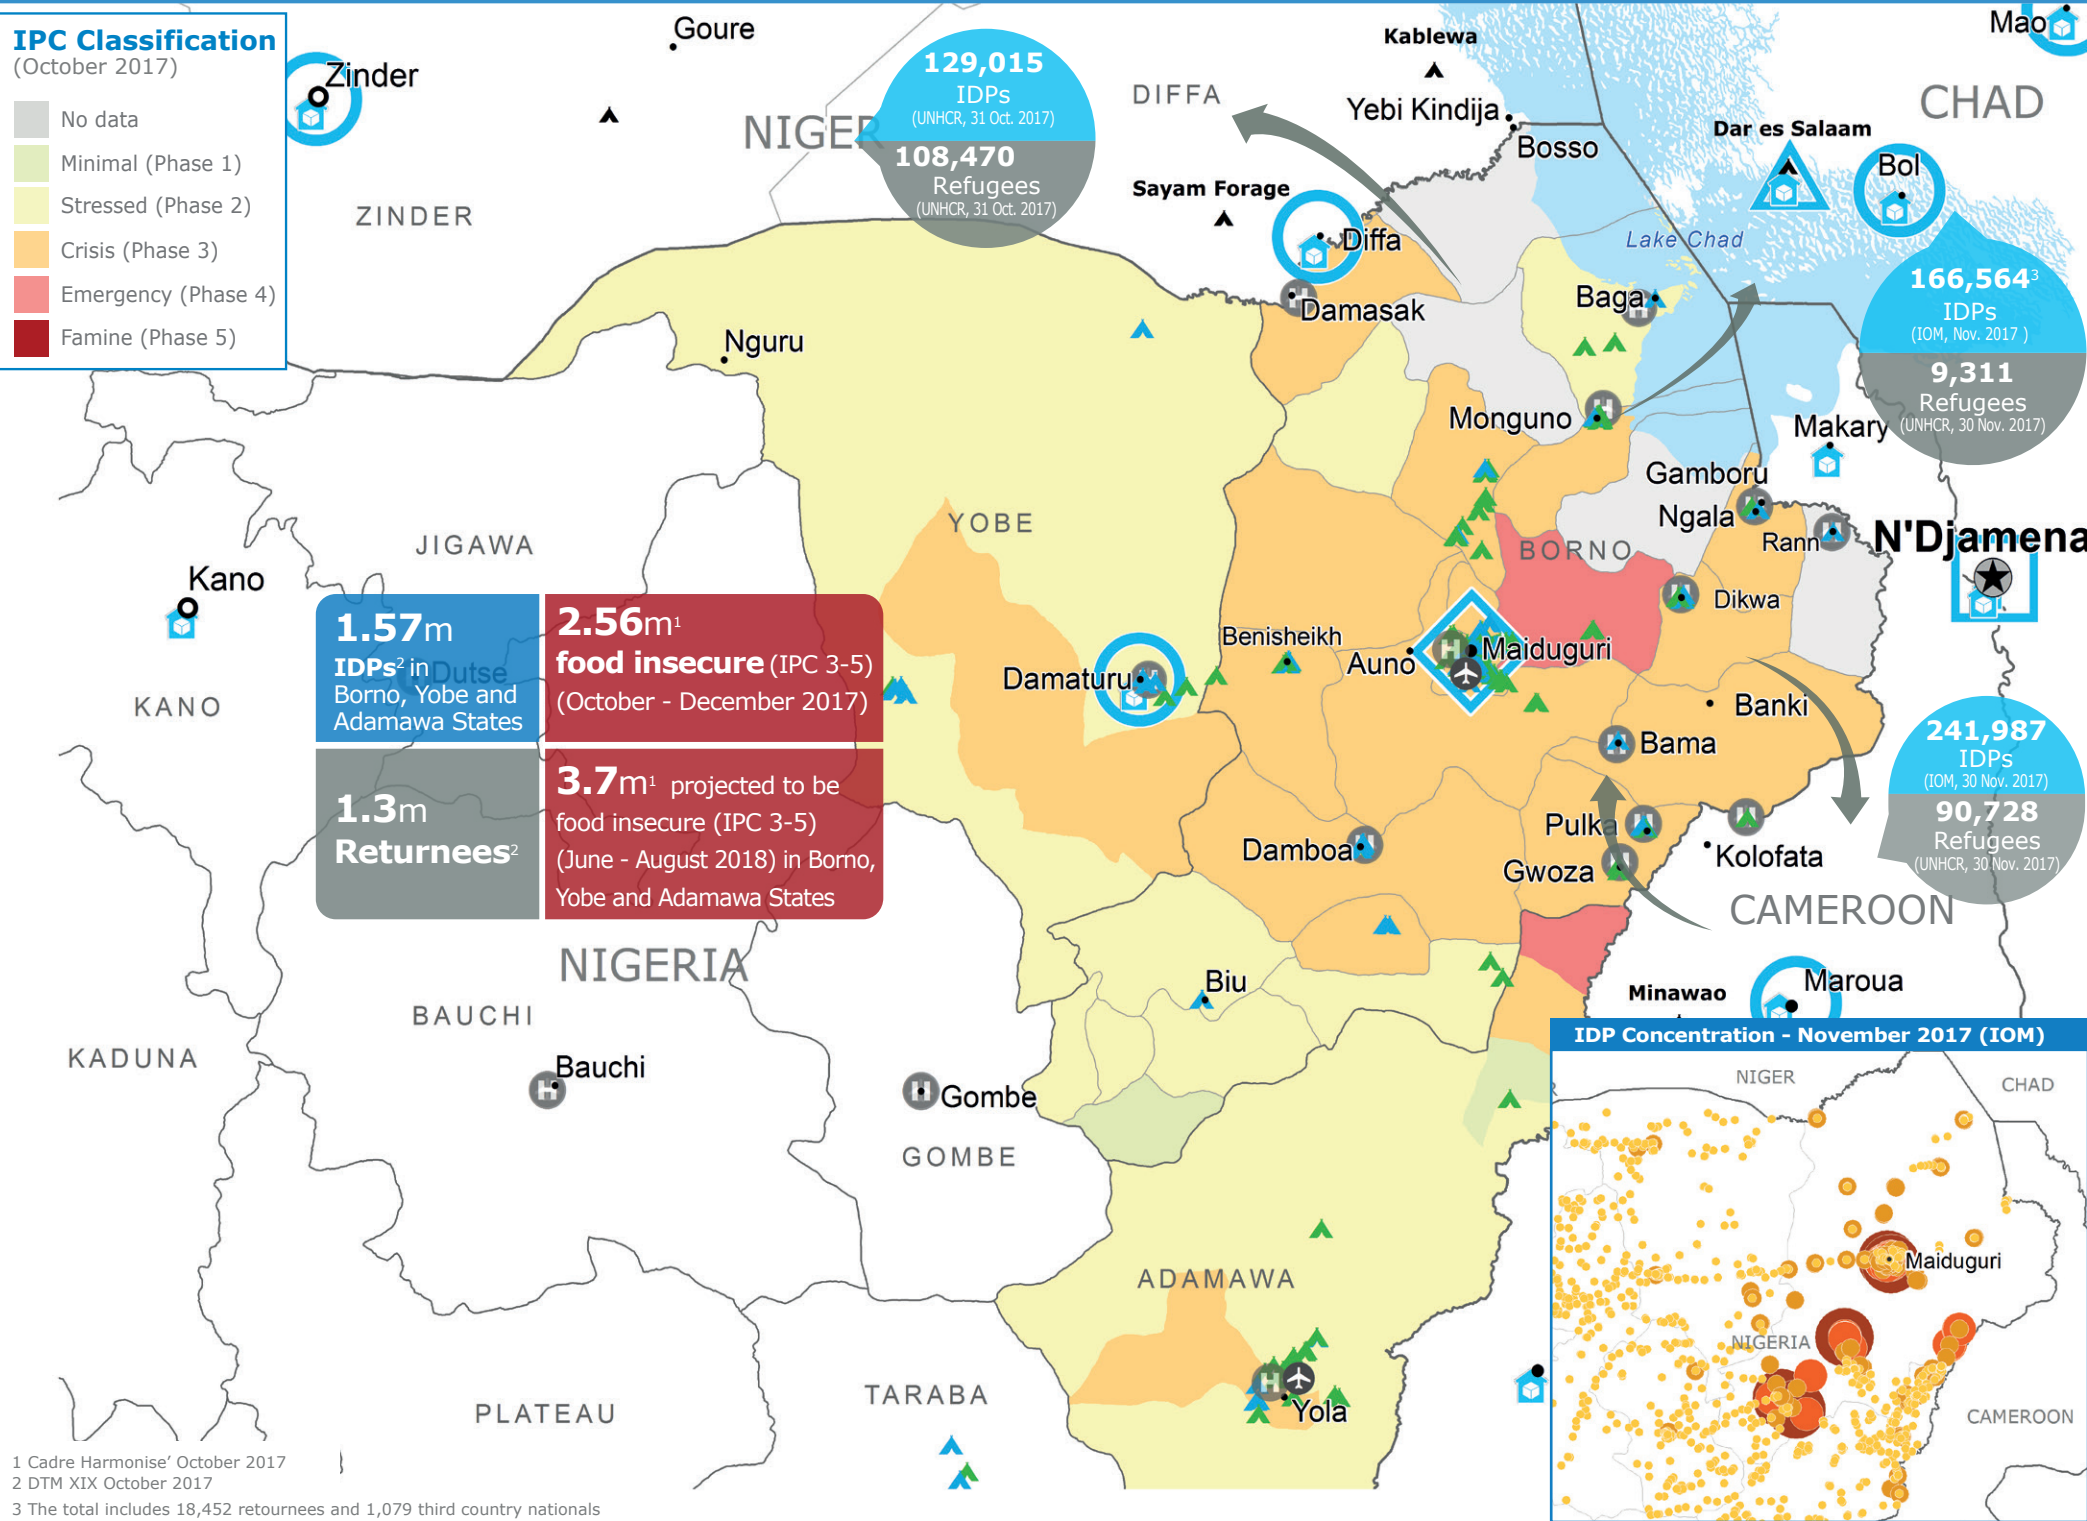 IPC Classification
(October 2017)
No data
Minimal (Phase 1)
Stressed (Phase 2)
Crisis (Phase 3)
Emergency (Phase 4)
Famine (Phase 5)
Zinder
Goure
NIGER
ZINDER
DIFFA
129,015
IDPs
(UNHCR, 31 Oct. 2017)
108,470
Refugees
(UNHCR, 31 Oct. 2017)
Kablewa
Yebi Kindija
Bosso
Sayam Forage
Diffa
Damasak
Mao
CHAD
Dar es Salaam
Bol
Lake Chad
Baga
166,564³
IDPs
(IOM, Nov. 2017 )
9,311
Refugees
(UNHCR, 30 Nov. 2017)
Nguru
Monguno
Makary
Gamboru
Ngala
Rann
N'Djamena
YOBE
JIGAWA
BORNO
Kano
KANO
Dikwa
Benisheikh
Auno
Maiduguri
Damaturu
Dutse
Banki
Bama
1.57m
IDPs² in
Borno, Yobe and
Adamawa States
2.56m¹
food insecure (IPC 3-5)
(October - December 2017)
1.3m
Returnees²
3.7m¹ projected to be
food insecure (IPC 3-5)
(June - August 2018) in Borno,
Yobe and Adamawa States
241,987
IDPs
(IOM, 30 Nov. 2017)
90,728
Refugees
(UNHCR, 30 Nov. 2017)
Pulka
Damboa
Gwoza
Kolofata
CAMEROON
NIGERIA
Biu
Minawao
Maroua
BAUCHI
KADUNA
Bauchi
Gombe
GOMBE
ADAMAWA
TARABA
PLATEAU
Yola
IDP Concentration - November 2017 (IOM)
NIGER
CHAD
Maiduguri
NIGERIA
CAMEROON
1 Cadre Harmonise’ October 2017
2 DTM XIX October 2017
3 The total includes 18,452 retournees and 1,079 third country nationals